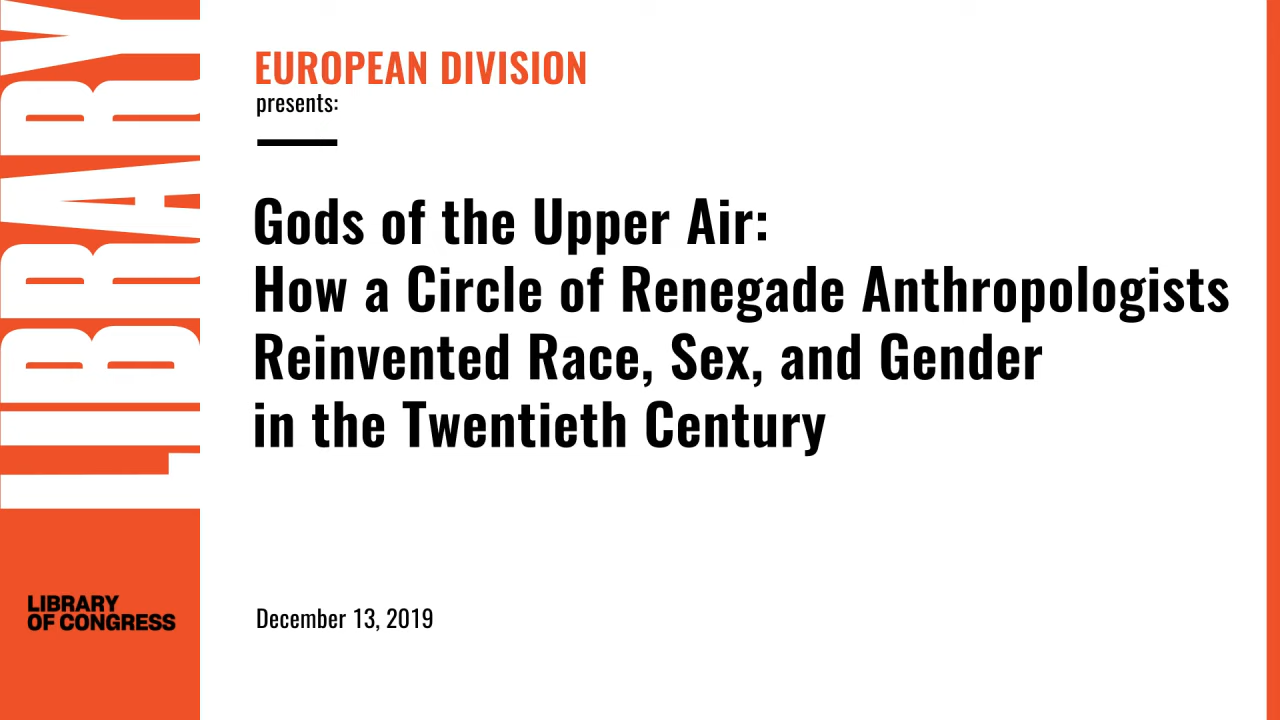 LIBRARY
LIBRARY
OF CONGRESS
EUROPEAN DIVISION
presents:
Gods of the Upper Air:
How a Circle of Renegade Anthropologists
Reinvented Race, Sex, and Gender
in the Twentieth Century
December 13, 2019